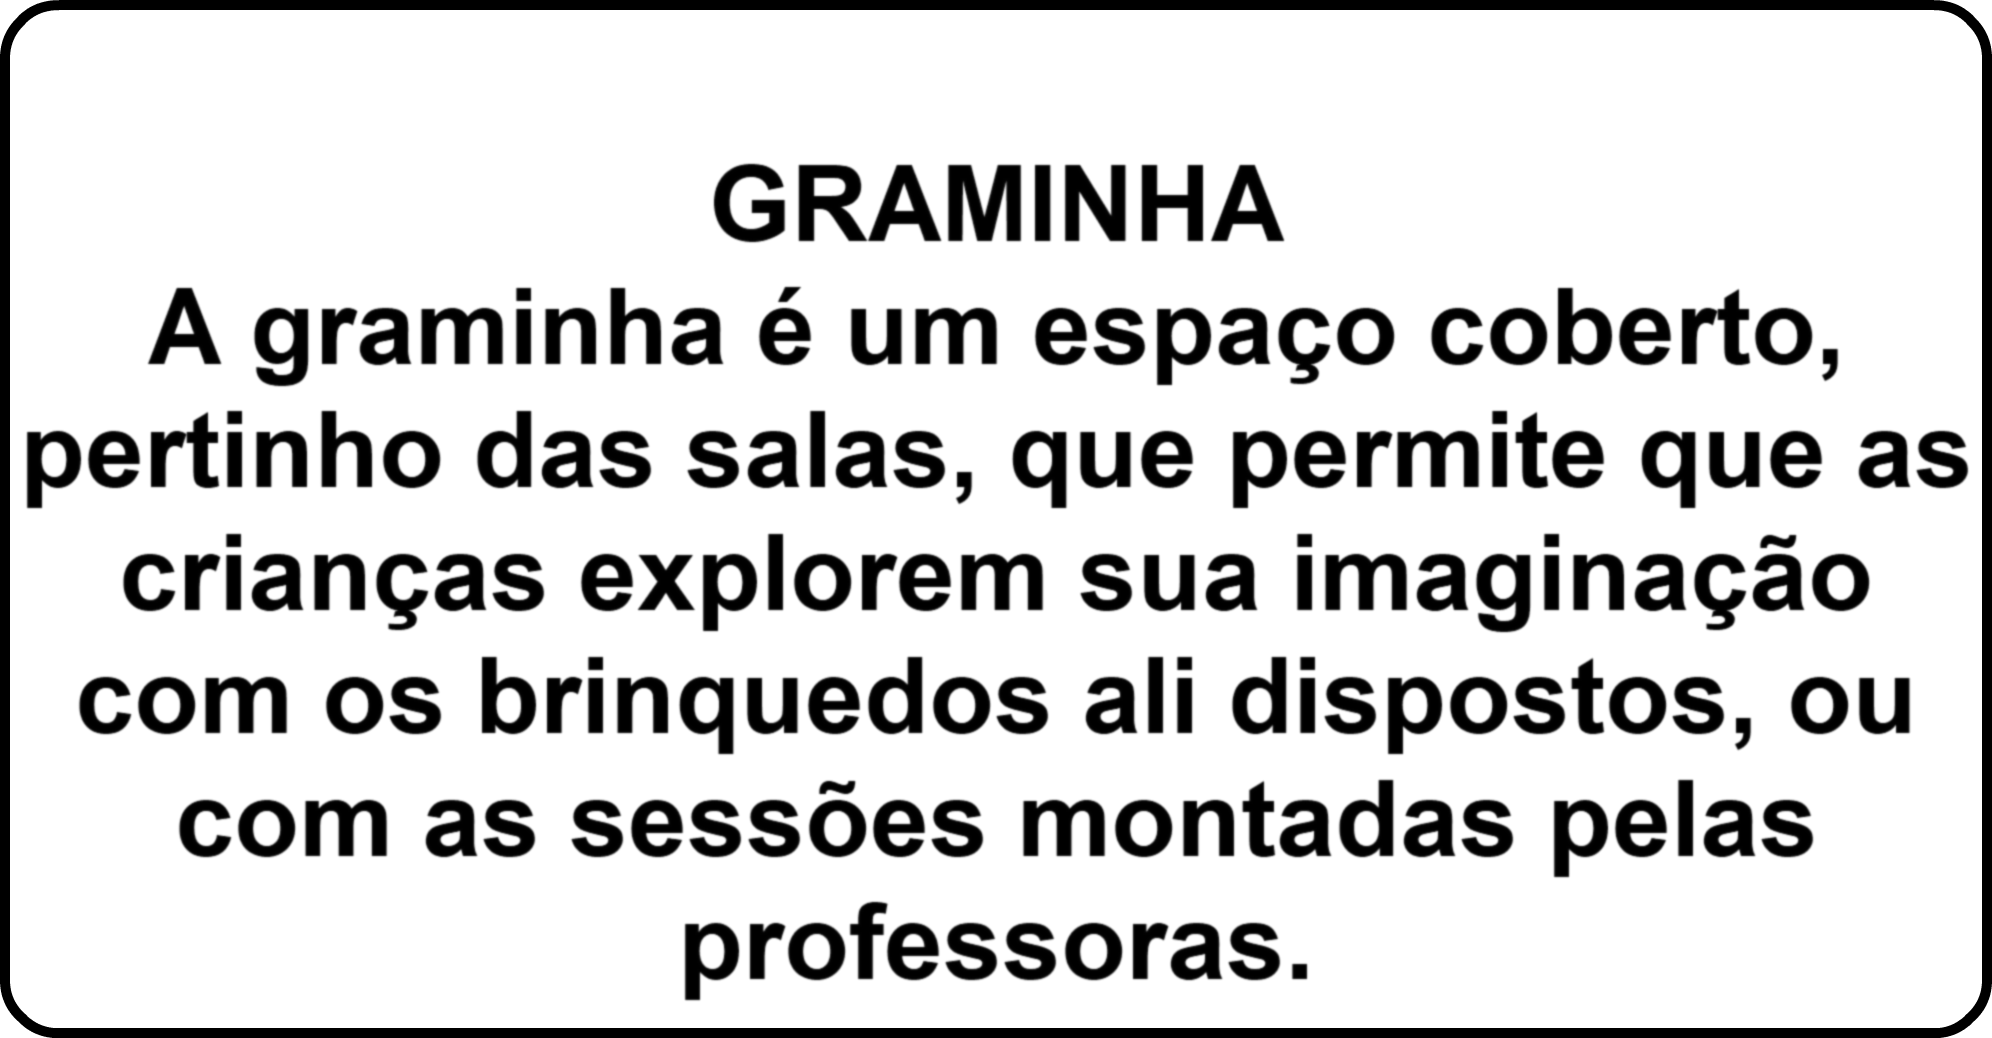 GRAMINHA
A graminha é um espaço coberto,
pertinho das salas, que permite que as
crianças explorem sua imaginação
com os brinquedos ali dispostos, ou
com as sessões montadas pelas
professoras.